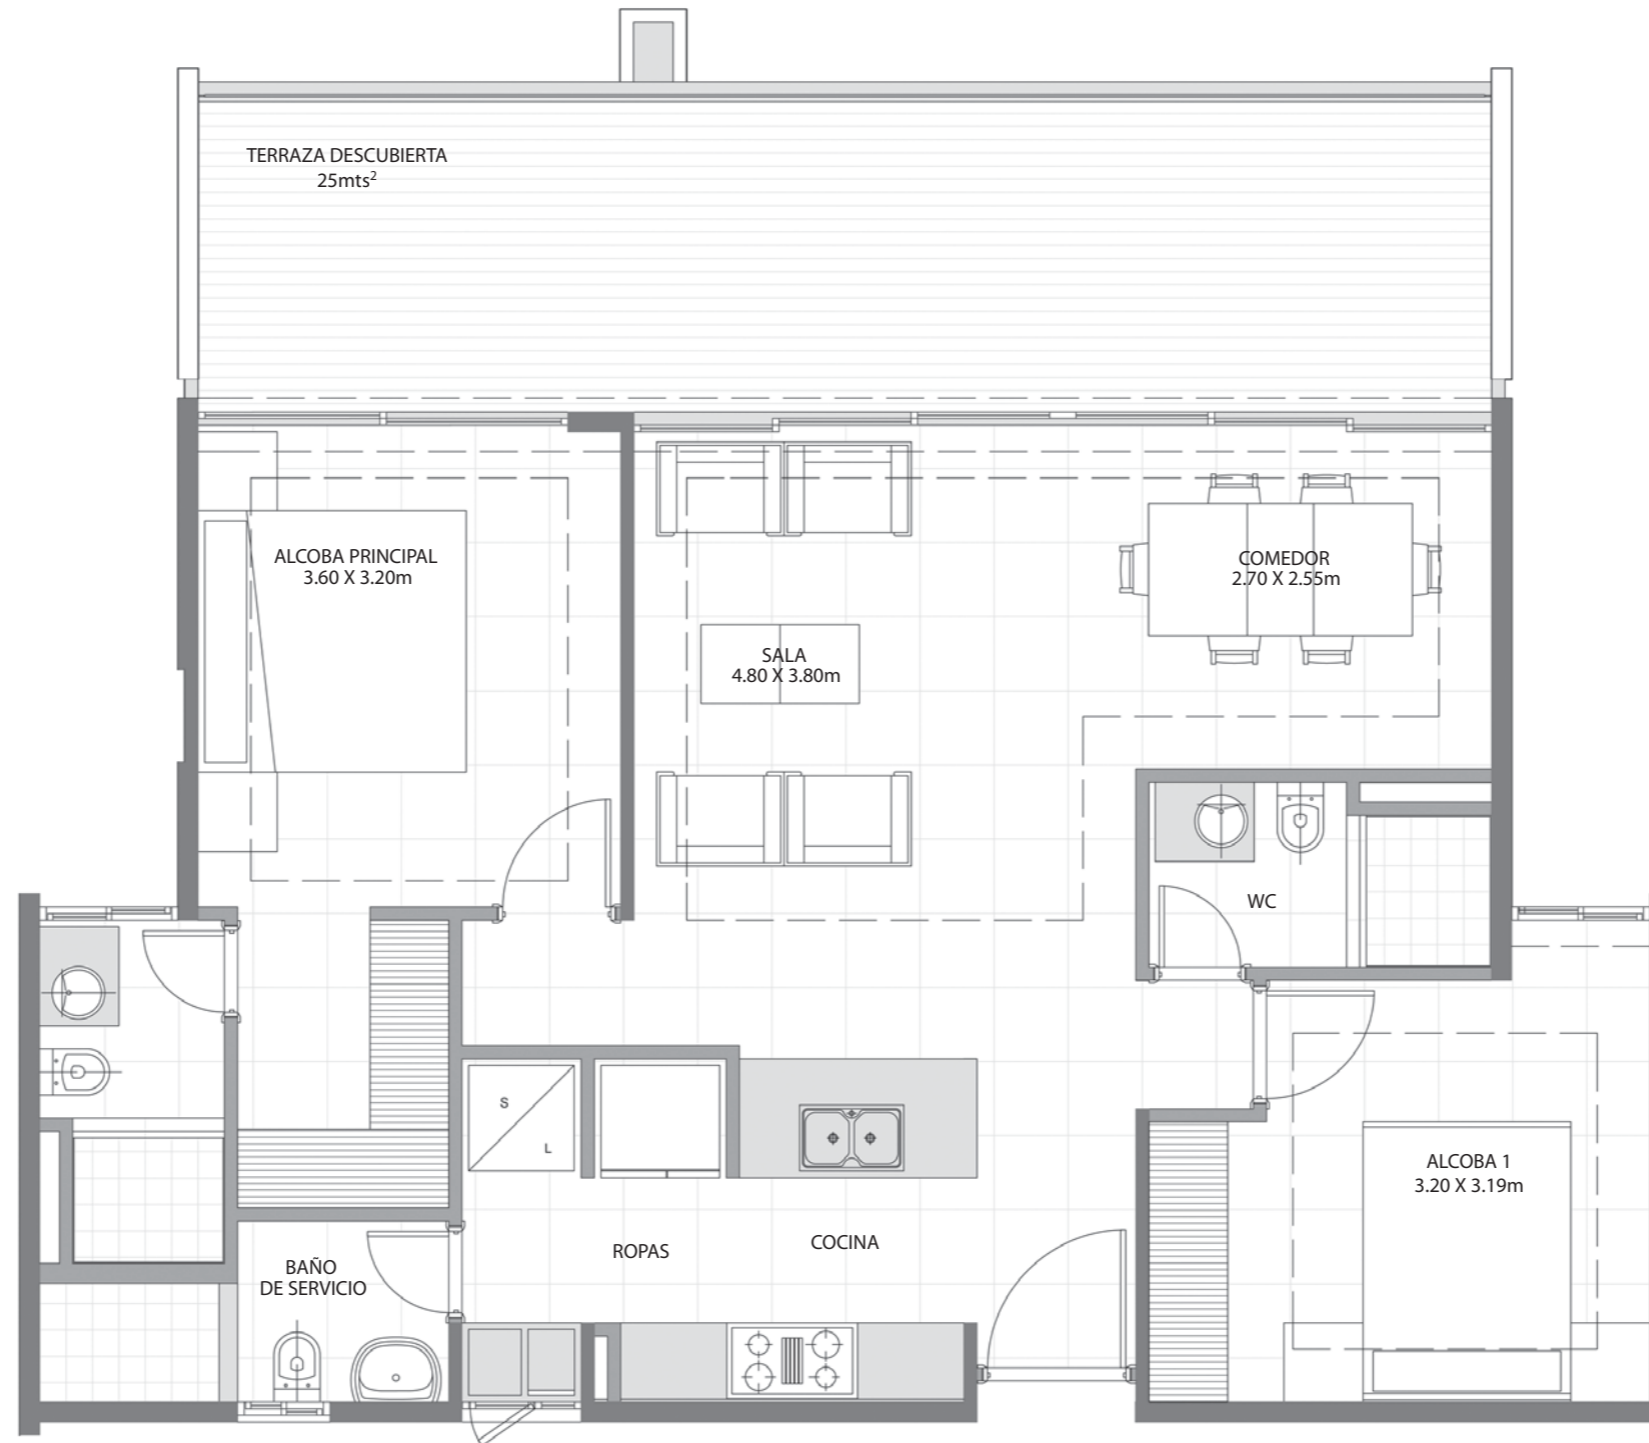 TERRAZA DESCUBIERTA
25mts²
ALCOBA PRINCIPAL
3.60 X 3.20m
COMEDOR
2.70 X 2.55m
SALA
4.80 X 3.80m
WC
S
L
ALCOBA 1
3.20 X 3.19m
ROPAS
COCINA
BAÑO
DE SERVICIO